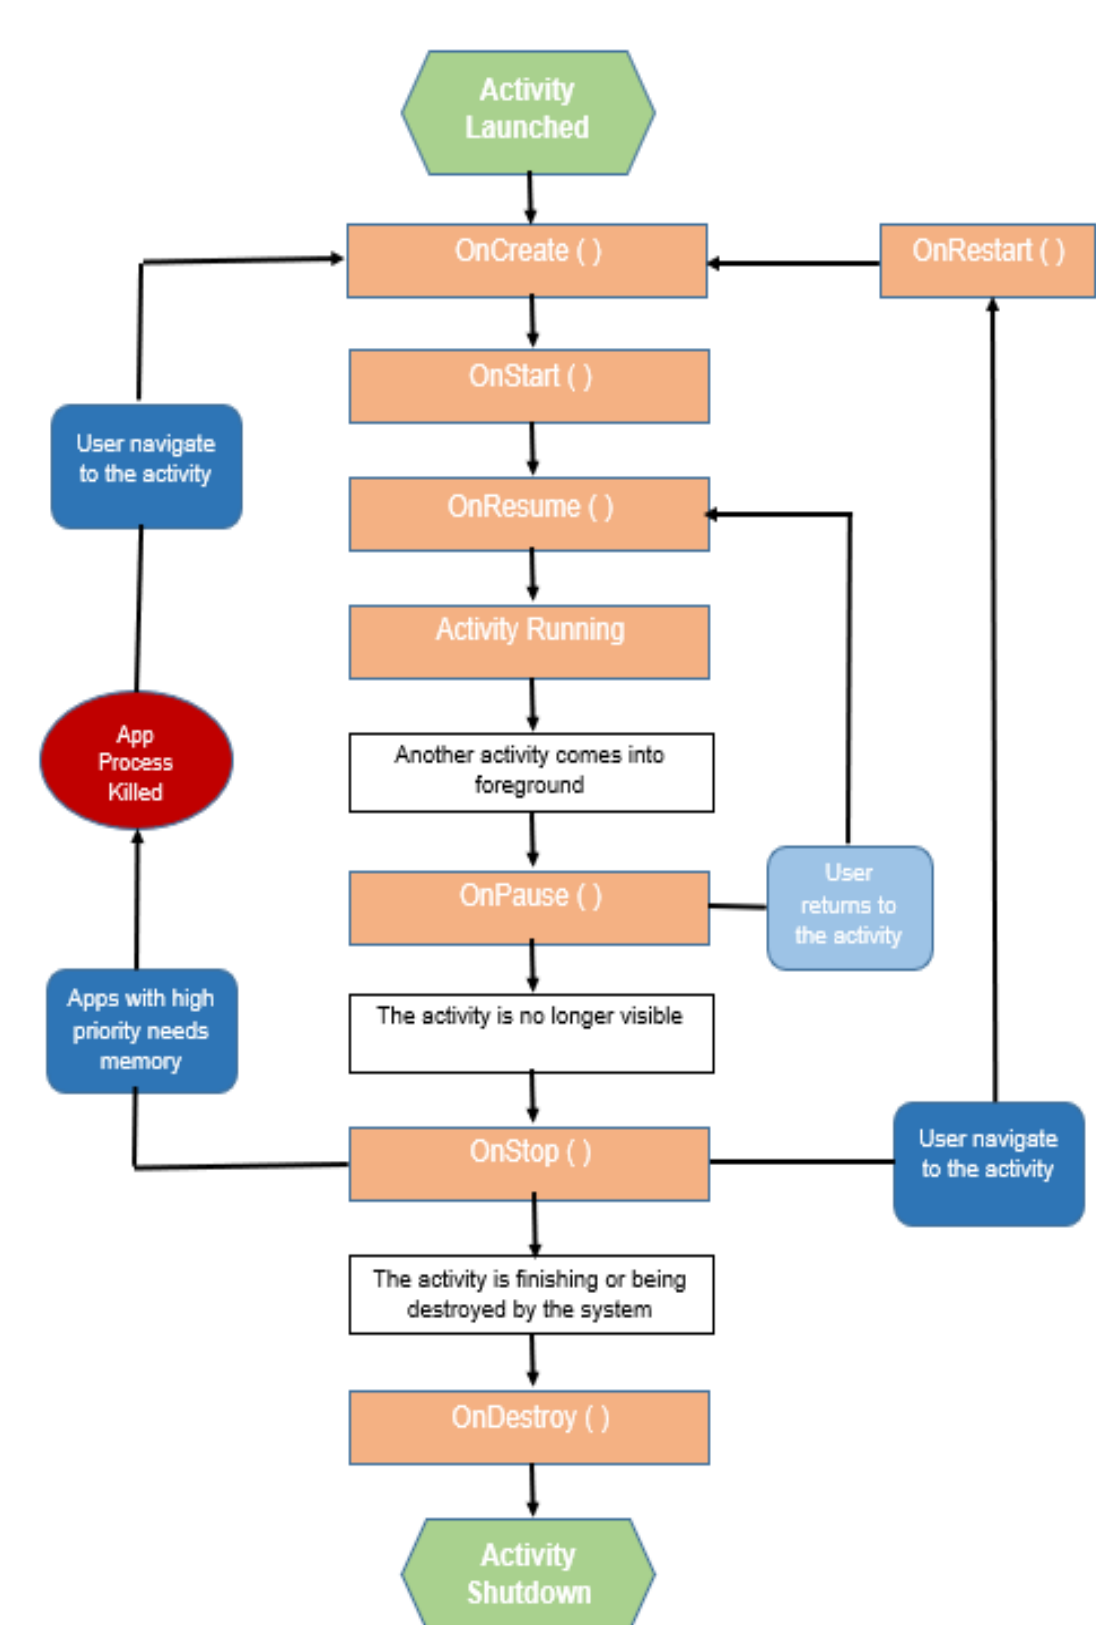 Activity
Launched
OnCreate ( )
OnRestart ( )
OnStart ( )
User navigate
to the activity
OnResume ( )
Activity Running
App
Process
Killed
Another activity comes into
foreground
OnPause ( )
User
returns to
the activity
Apps with high
priority needs
memory
The activity is no longer visible
OnStop ( )
User navigate
to the activity
The activity is finishing or being
destroyed by the system
OnDestroy ( )
Activity
Shutdown